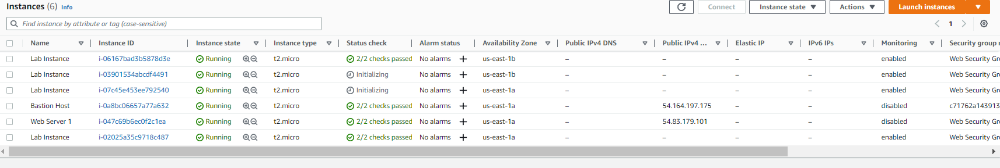 Instances (6) Info Connect Instance state Actions Launch instances
Find instance by attribute or tag (case-sensitive) 1
Name Instance ID Instance state Instance type Status check Alarm status Availability Zone Public IPv4 DNS Public IPv4 ... Elastic IP IPv6 IPs Monitoring Security group
Lab Instance i-06167bad3b5878d3e Running t2.micro 2/2 checks passed No alarms + us-east-1b – – – – enabled Web Security Gr
Lab Instance i-03901534abcdf4491 Running t2.micro Initializing No alarms + us-east-1b – – – – enabled Web Security Gr
Lab Instance i-07c45e453ee792540 Running t2.micro Initializing No alarms + us-east-1a – – – – enabled Web Security Gr
Bastion Host i-0a8bc06657a77a632 Running t2.micro 2/2 checks passed No alarms + us-east-1a – 54.164.197.175 – – disabled c71762a143913
Web Server 1 i-047c69b6ec0f2c1ea Running t2.micro 2/2 checks passed No alarms + us-east-1a – 54.83.179.101 – – disabled Web Security Gr
Lab Instance i-02025a35c9718c487 Running t2.micro 2/2 checks passed No alarms + us-east-1a – – – – enabled Web Security Gr